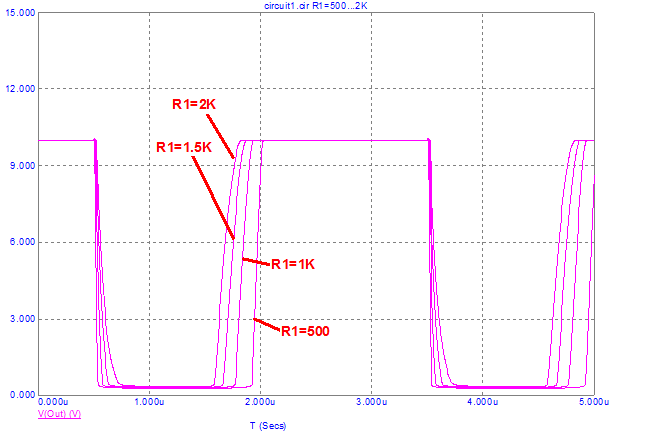 circuit1.cir R1=500...2K
15.000
12.000
R1=2K
R1=1.5K
9.000
6.000
R1=1K
3.000
R1=500
0.000
0.000u 1.000u 2.000u 3.000u 4.000u 5.000u
V(Out) (V)
T (Secs)